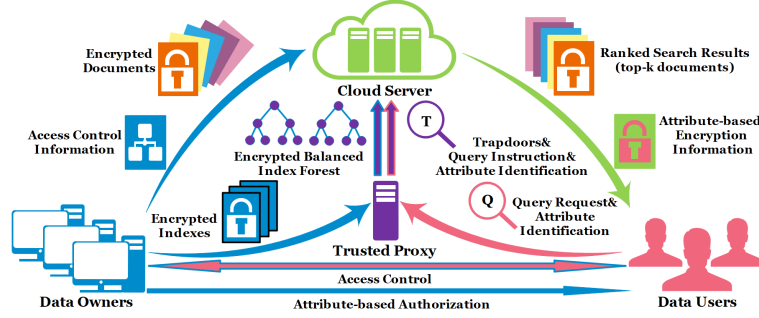 Encrypted
Documents
Ranked Search Results
(top-k documents)
Cloud Server
Access Control
Information
T
Attribute-based
Encryption
Information
Encrypted Balanced
Index Forest
Trapdoors&
Query Instruction&
Attribute Identification
Encrypted
Indexes
Q
Query Request&
Attribute
Identification
Trusted Proxy
Access Control
Data Owners
Attribute-based Authorization
Data Users